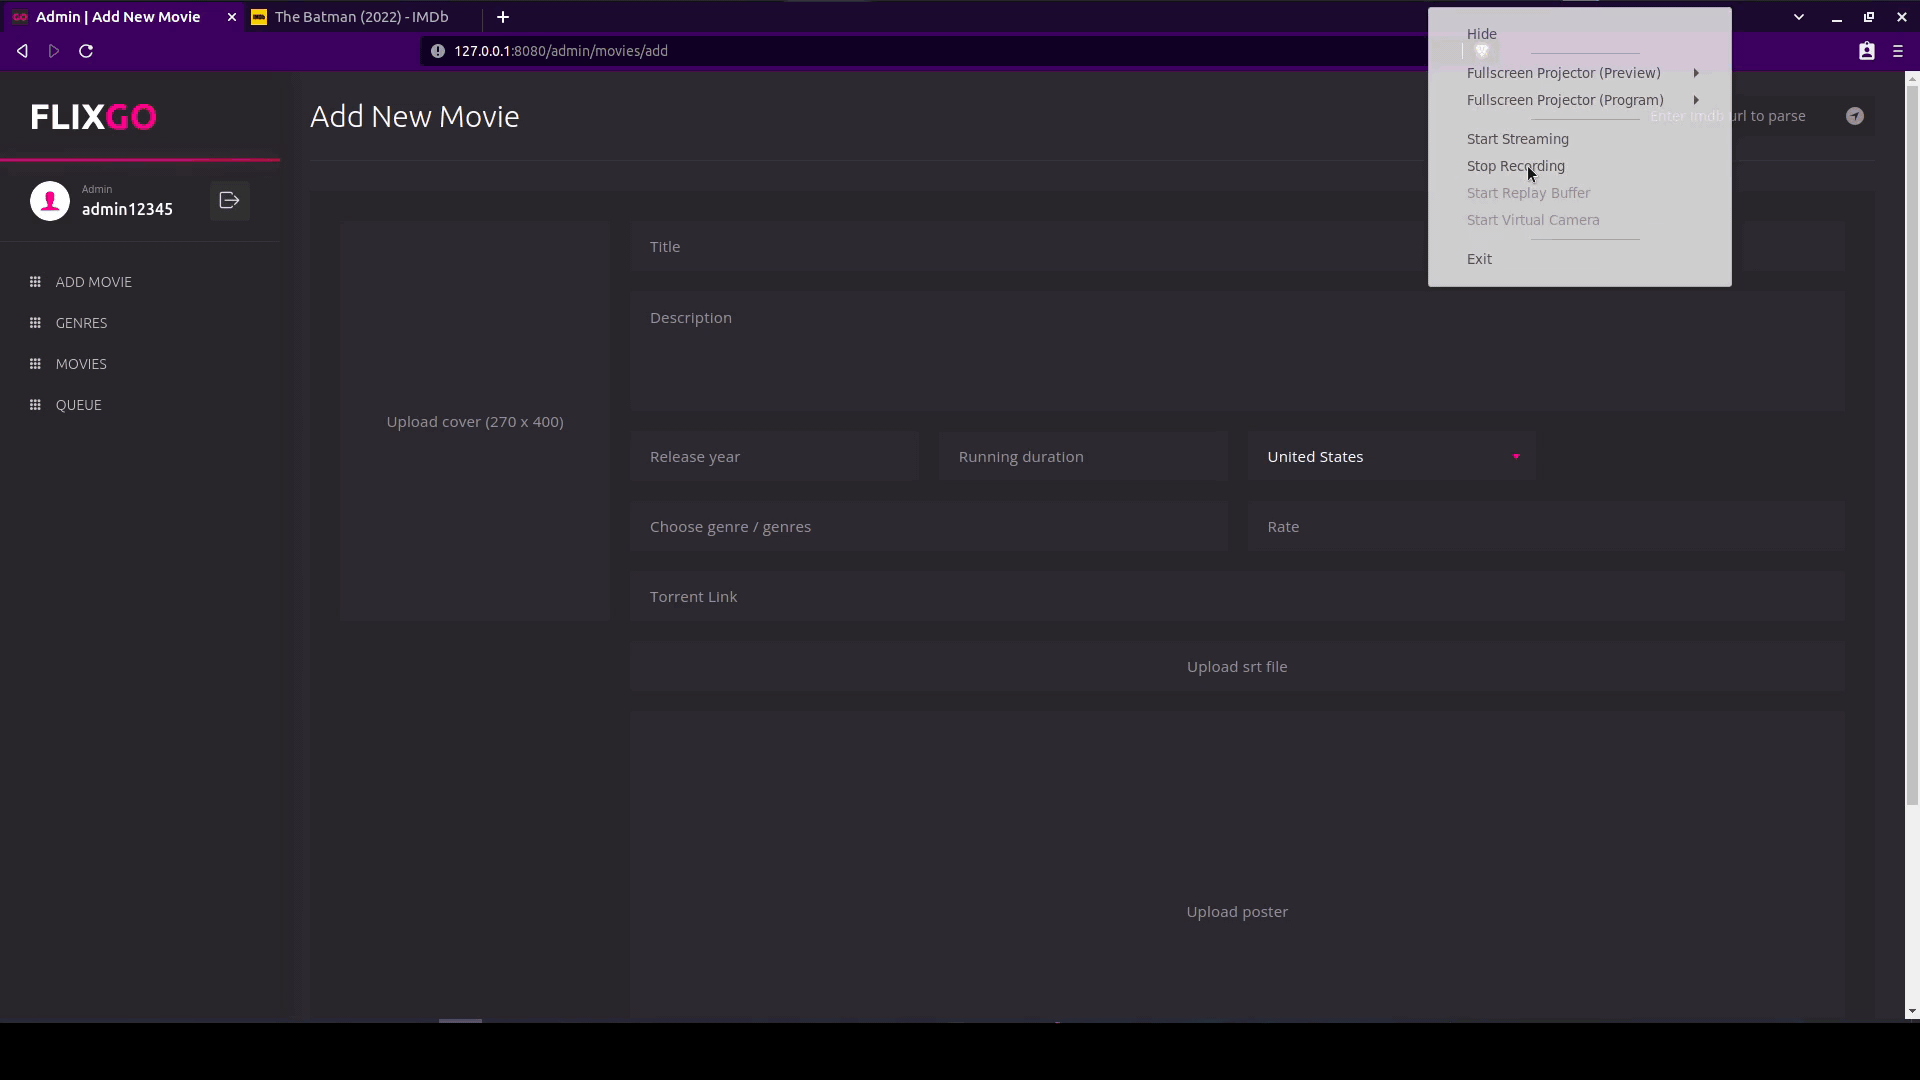 Admin | Add New Movie
The Batman (2022) - IMDb
127.0.0.1:8080/admin/movies/add
FLIXGO
Admin
admin12345
ADD MOVIE
GENRES
MOVIES
QUEUE
Add New Movie
Enter imdb url to parse
Hide
Fullscreen Projector (Preview)
Fullscreen Projector (Program)
Start Streaming
Stop Recording
Start Replay Buffer
Start Virtual Camera
Exit
Upload cover (270 x 400)
Title
Description
Release year
Running duration
United States
Choose genre / genres
Rate
Torrent Link
Upload srt file
Upload poster